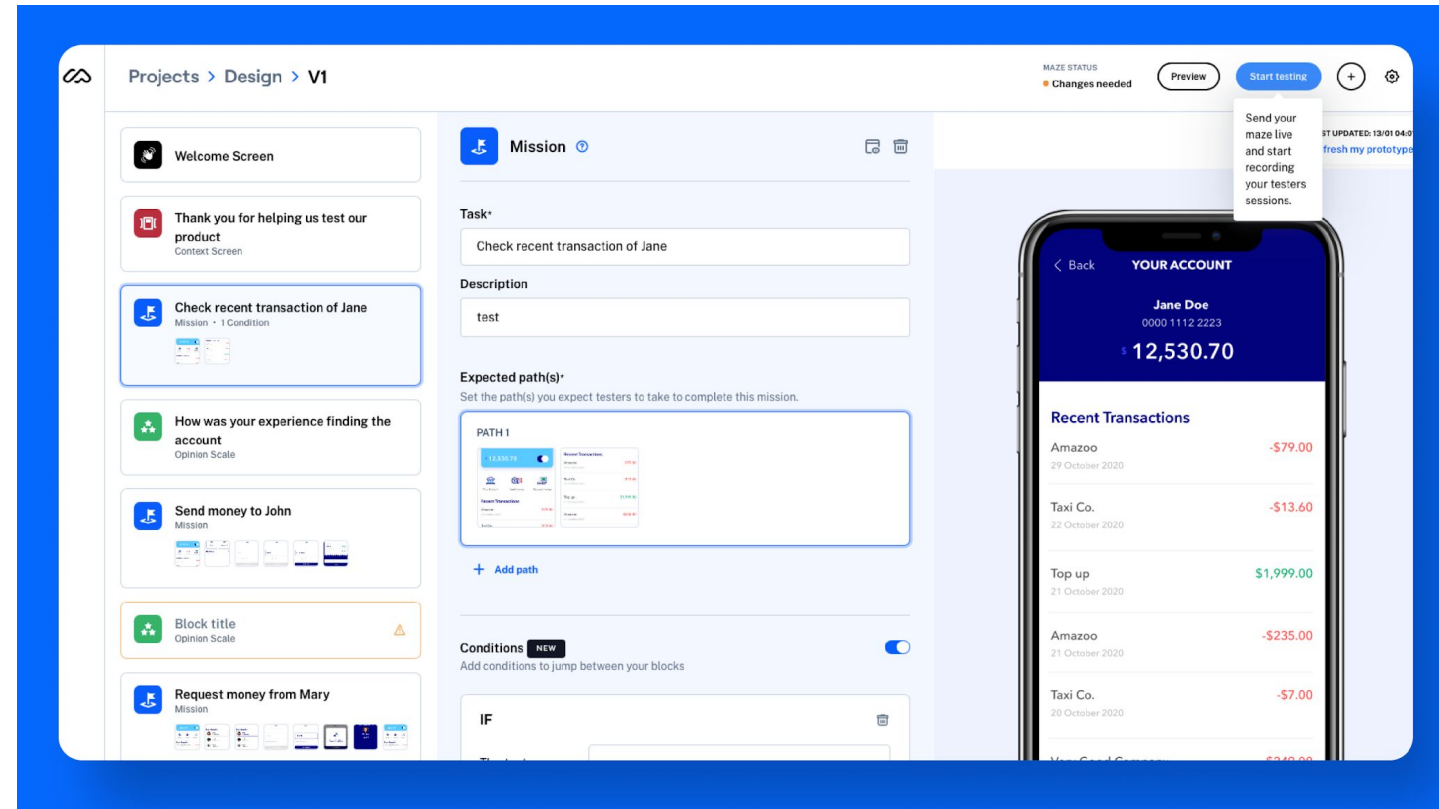 Projects > Design > V1
MAZE STATUS
Changes needed
Preview
Start testing
Send your
maze live
and start
recording
your testers
sessions.
Welcome Screen
Thank you for helping us test our
product
Context Screen
Check recent transaction of Jane
Mission • 1 Condition
How was your experience finding the
account
Opinion Scale
Send money to John
Mission
Block title
Opinion Scale
Request money from Mary
Mission
Mission
Task*
Check recent transaction of Jane
Description
test
Expected path(s)*
Set the path(s) you expect testers to take to complete this mission.
PATH 1
12,530.70
Recent Transactions
Recent Transactions
+ Add path
Conditions NEW
Add conditions to jump between your blocks
IF
UPDATED: 13/01 04:0
fresh my prototype
< Back YOUR ACCOUNT
Jane Doe
0000 1112 2223
$ 12,530.70
Recent Transactions
Amazoo -$79.00
29 October 2020
Taxi Co. -$13.60
22 October 2020
Top up $1,999.00
21 October 2020
Amazoo -$235.00
21 October 2020
Taxi Co. -$7.00
20 October 2020